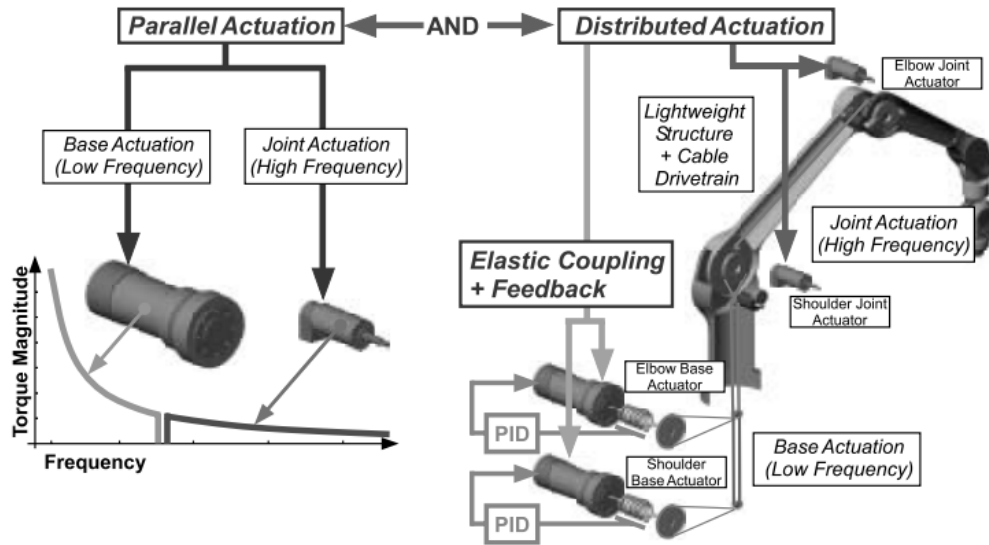 Parallel Actuation
AND
Distributed Actuation
Base Actuation
(Low Frequency)
Joint Actuation
(High Frequency)
Torque Magnitude
Frequency
Elbow Joint
Actuator
Lightweight
Structure
+ Cable
Drivetrain
Joint Actuation
(High Frequency)
Shoulder Joint
Actuator
Elastic Coupling
+ Feedback
Elbow Base
Actuator
PID
Shoulder
Base Actuator
PID
Base Actuation
(Low Frequency)